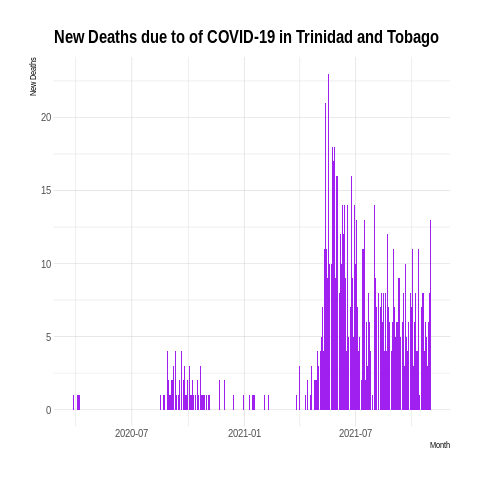 New Deaths due to of COVID-19 in Trinidad and Tobago
New Deaths
20
15
10
5
0
2020-07 2021-01 2021-07
Month